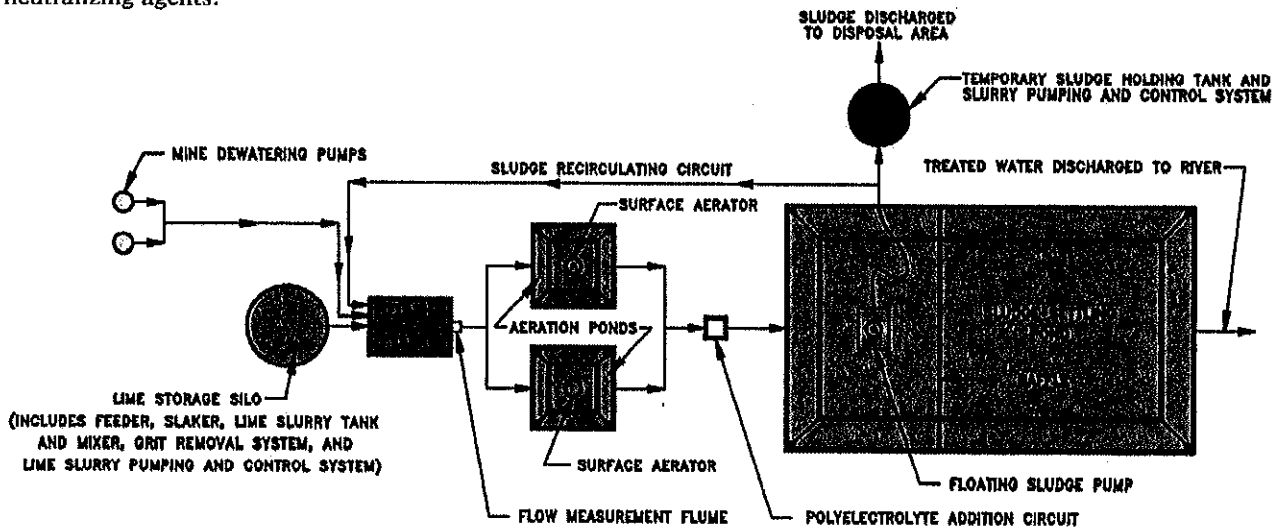 neutralizing agents.
SLUDGE DISCHARGED
TO DISPOSAL AREA
TEMPORARY SLUDGE HOLDING TANK AND
SLURRY PUMPING AND CONTROL SYSTEM
MINE DEWATERING PUMPS
SLUDGE RECIRCULATING CIRCUIT
TREATED WATER DISCHARGED TO RIVER
SURFACE AERATOR
AERATION PONDS
LIME STORAGE SILO
(INCLUDES FEEDER, SLAKER, LIME SLURRY TANK
AND MIXER, GRIT REMOVAL SYSTEM, AND
LIME SLURRY PUMPING AND CONTROL SYSTEM)
SURFACE AERATOR
FLOATING SLUDGE PUMP
FLOW MEASUREMENT FLUME
POLYELECTROLYTE ADDITION CIRCUIT